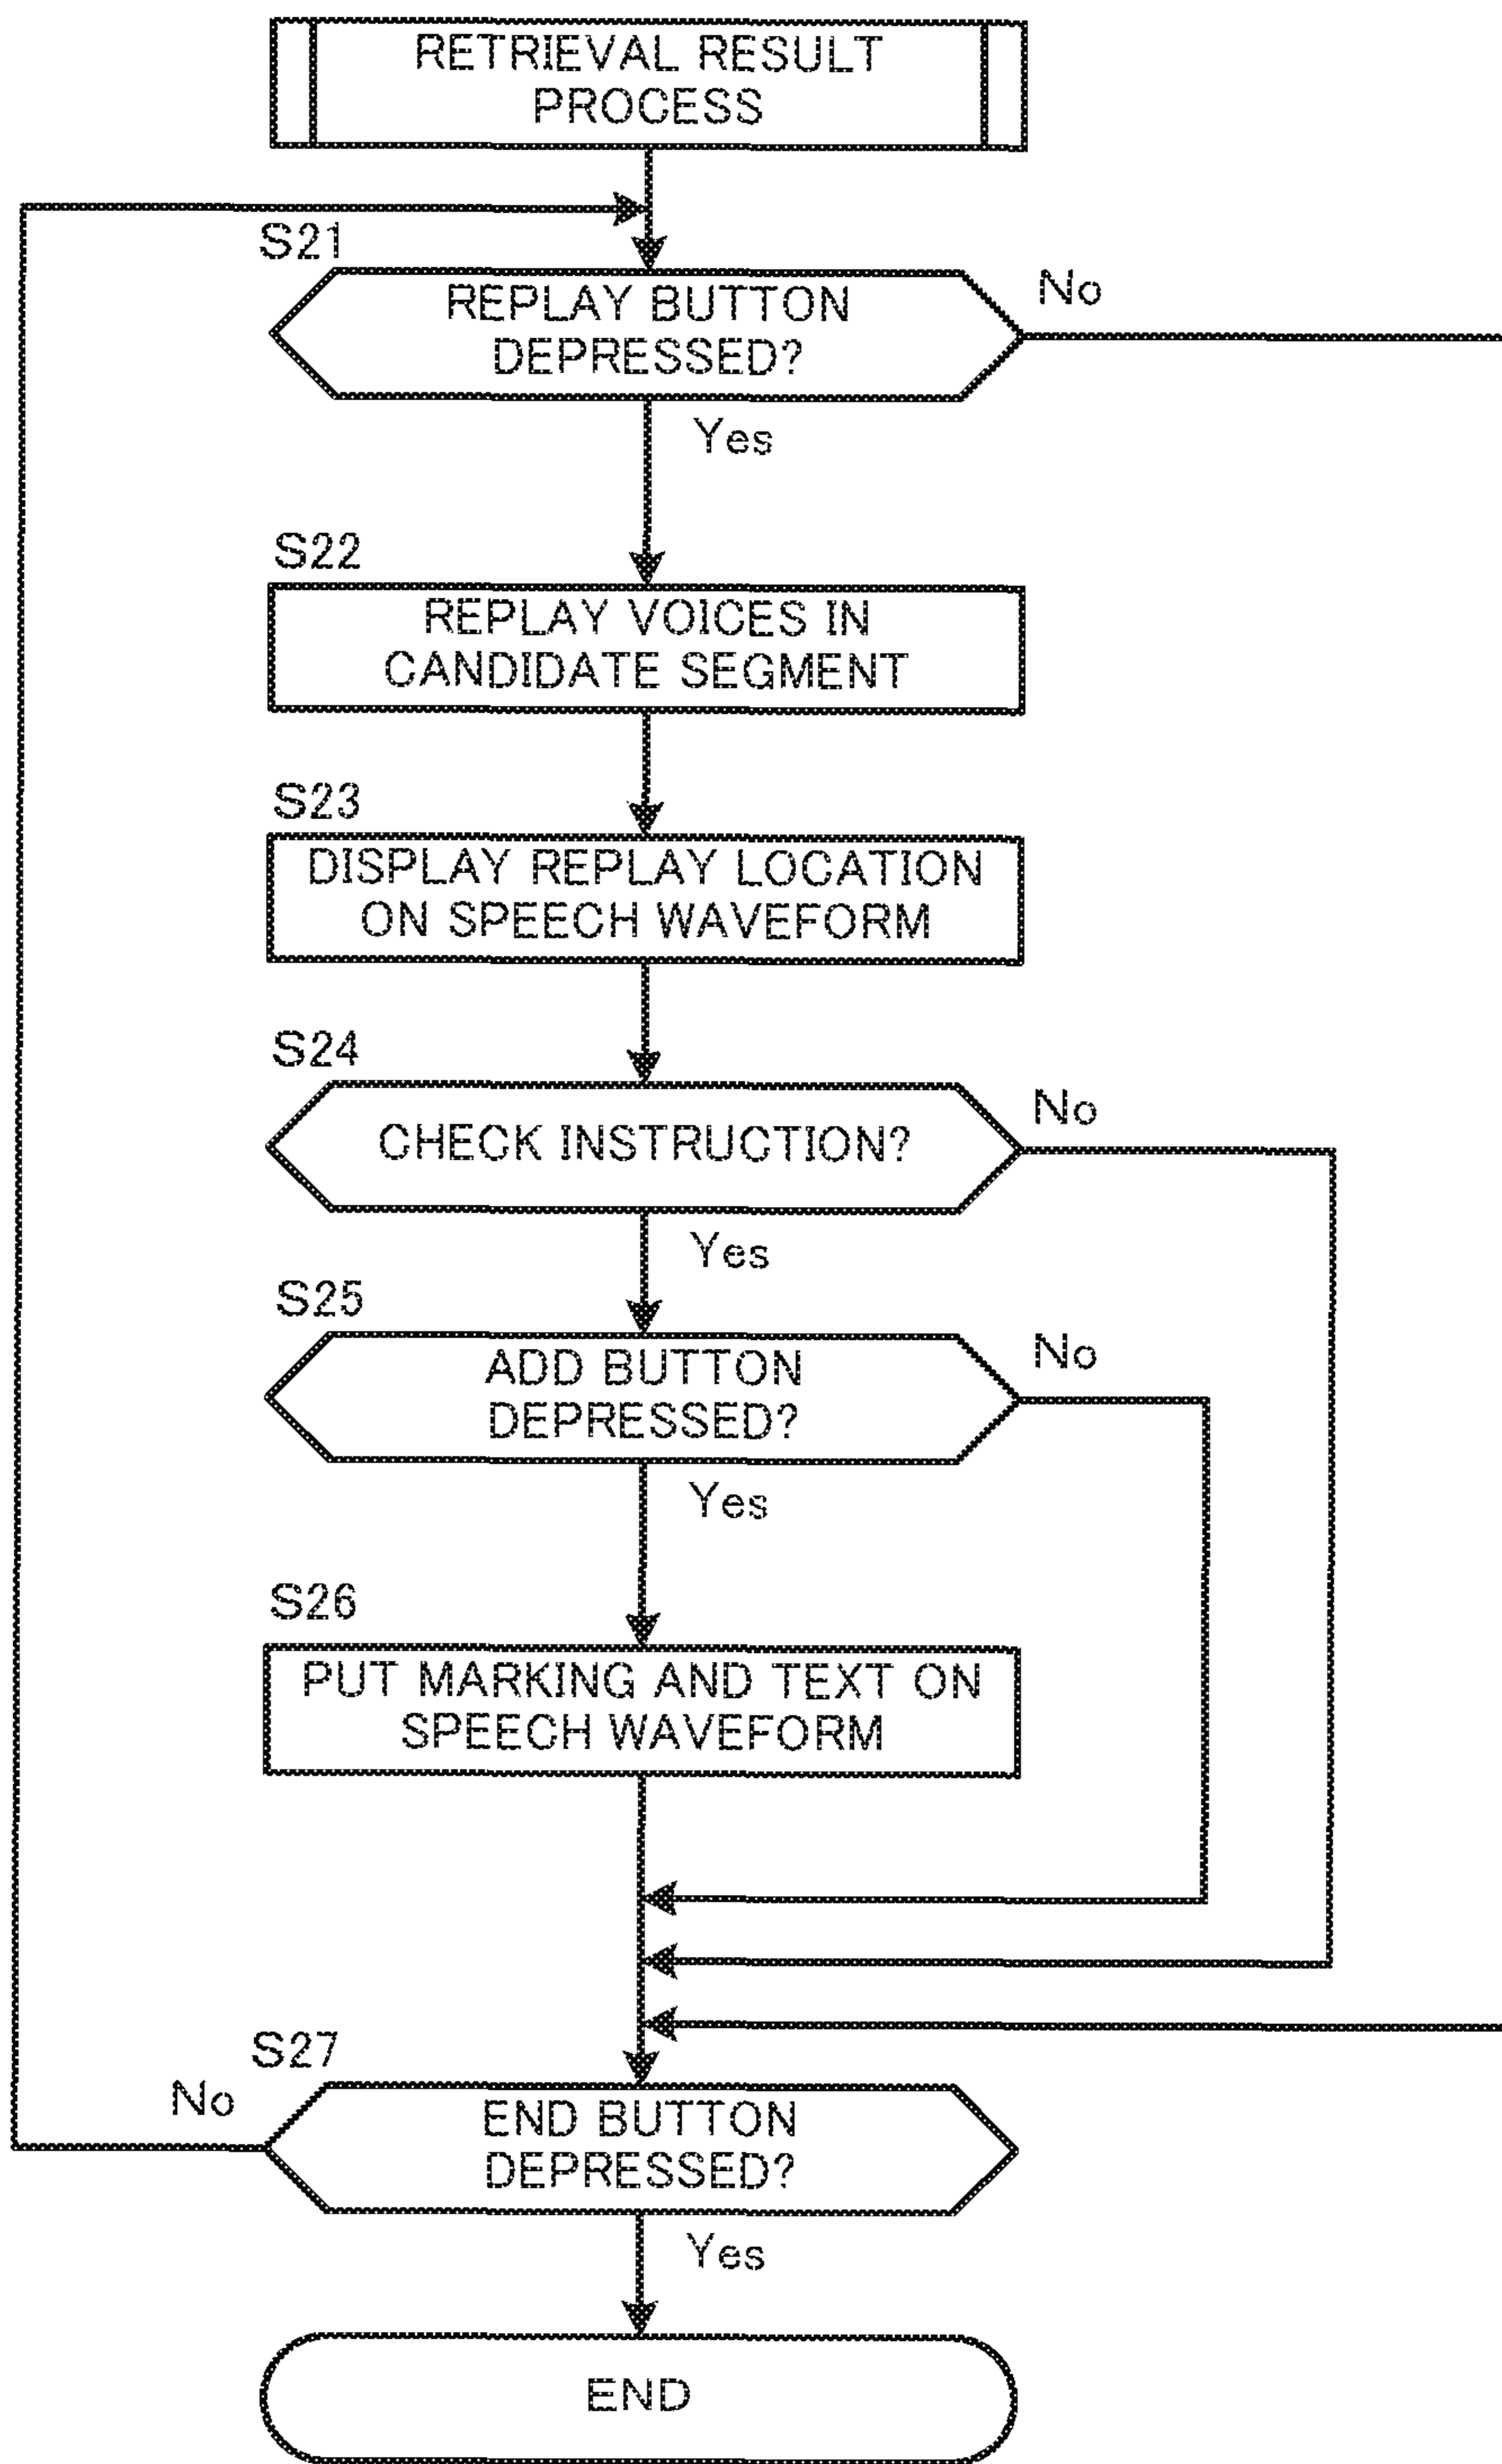 RETRIEVAL RESULT
PROCESS
S21
REPLAY BUTTON
DEPRESSED?
No
Yes
S22
REPLAY VOICES IN
CANDIDATE SEGMENT
S23
DISPLAY REPLAY LOCATION
ON SPEECH WAVEFORM
S24
CHECK INSTRUCTION?
No
Yes
S25
ADD BUTTON
DEPRESSED?
No
Yes
S26
PUT MARKING AND TEXT ON
SPEECH WAVEFORM
S27
No
END BUTTON
DEPRESSED?
Yes
END